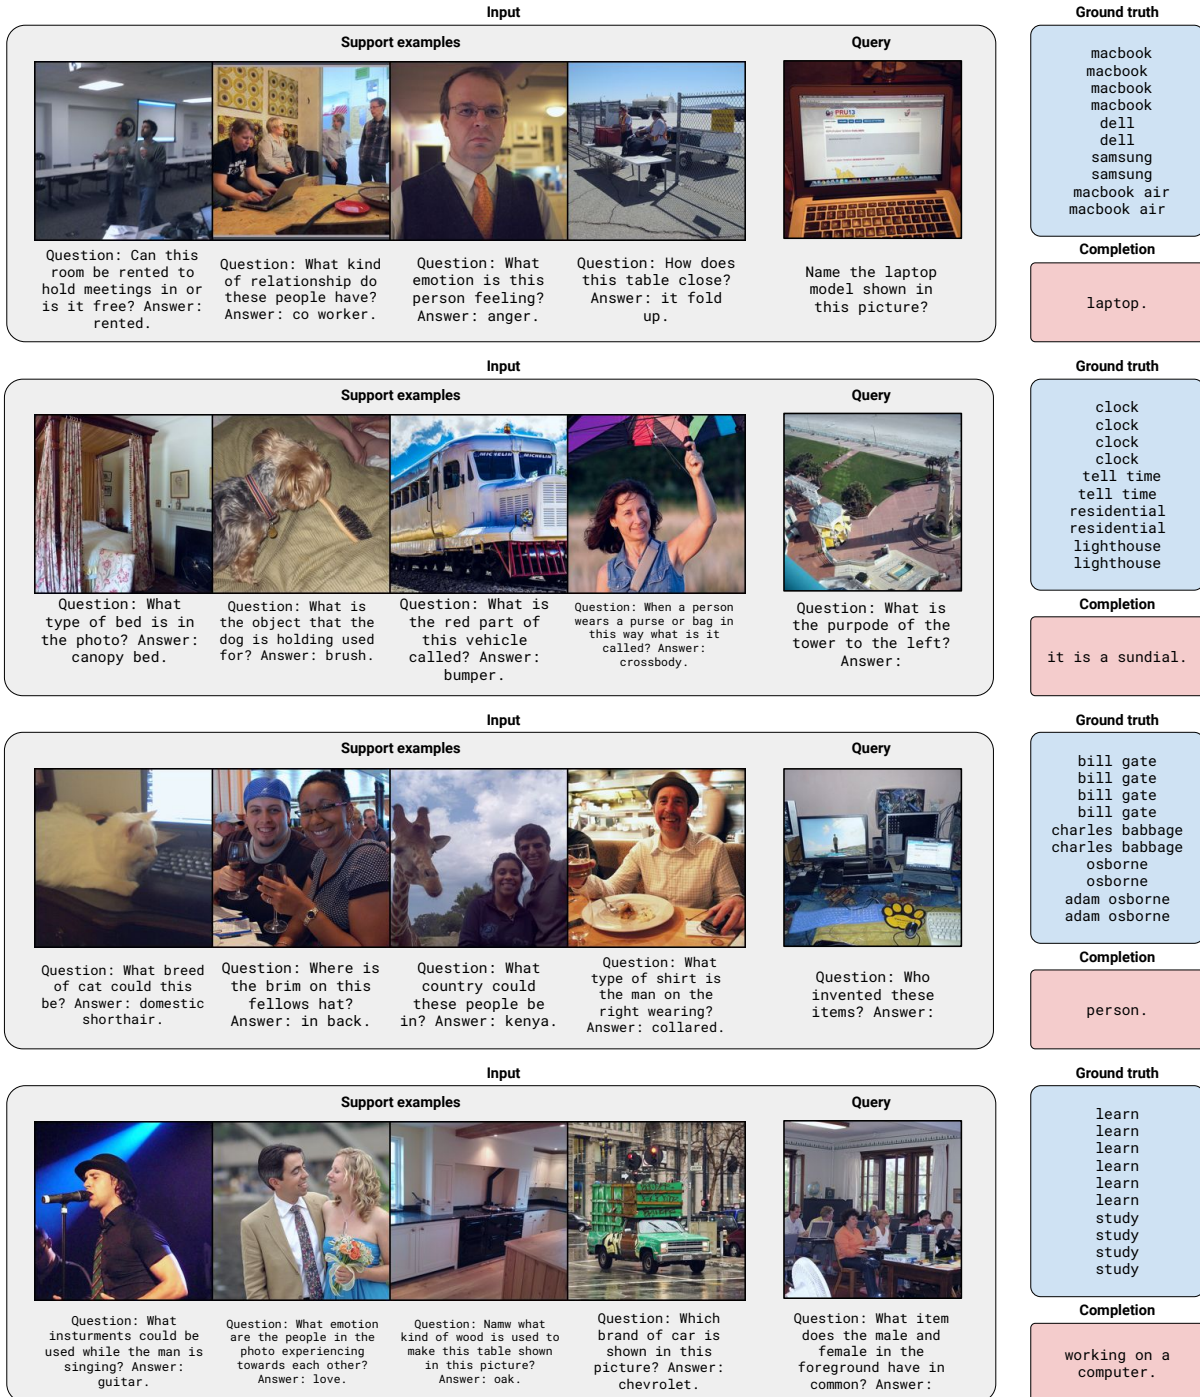 Input
Ground truth
Support examples
Query
Question: Can this
room be rented to
hold meetings in or
is it free? Answer:
rented.
Question: What kind
of relationship do
these people have?
Answer: co worker.
Question: What
emotion is this
person feeling?
Answer: anger.
Question: How does
this table close?
Answer: it fold
up.
PRU13
Name the laptop
model shown in
this picture?
macbook
macbook
macbook
macbook
dell
dell
samsung
samsung
macbook air
macbook air
Completion
laptop.
Input
Ground truth
Support examples
Query
MICHELIN MICHELIN
Question: What
type of bed is in
the photo? Answer:
canopy bed.
Question: What is
the object that the
dog is holding used
for? Answer: brush.
Question: What is
the red part of
this vehicle
called? Answer:
bumper.
Question: When a person
wears a purse or bag in
this way what is it
called? Answer:
crossbody.
Question: What is
the purpode of the
tower to the left?
Answer:
clock
clock
clock
clock
tell time
tell time
residential
residential
lighthouse
lighthouse
Completion
it is a sundial.
Input
Ground truth
Support examples
Query
Question: What breed
of cat could this
be? Answer: domestic
shorthair.
Question: Where is
the brim on this
fellows hat?
Answer: in back.
Question: What
country could
these people be
in? Answer: kenya.
Question: What
type of shirt is
the man on the
right wearing?
Answer: collared.
Question: Who
invented these
items? Answer:
bill gate
bill gate
bill gate
bill gate
charles babbage
charles babbage
osborne
osborne
adam osborne
adam osborne
Completion
person.
Input
Ground truth
Support examples
Query
Question: What
insturments could be
used while the man is
singing? Answer:
guitar.
Question: What emotion
are the people in the
photo experiencing
towards each other?
Answer: love.
Question: Namw what
kind of wood is used to
make this table shown
in this picture?
Answer: oak.
Question: Which
brand of car is
shown in this
picture? Answer:
chevrolet.
Question: What item
does the male and
female in the
foreground have in
common? Answer:
learn
learn
learn
learn
learn
learn
study
study
study
study
Completion
working on a
computer.